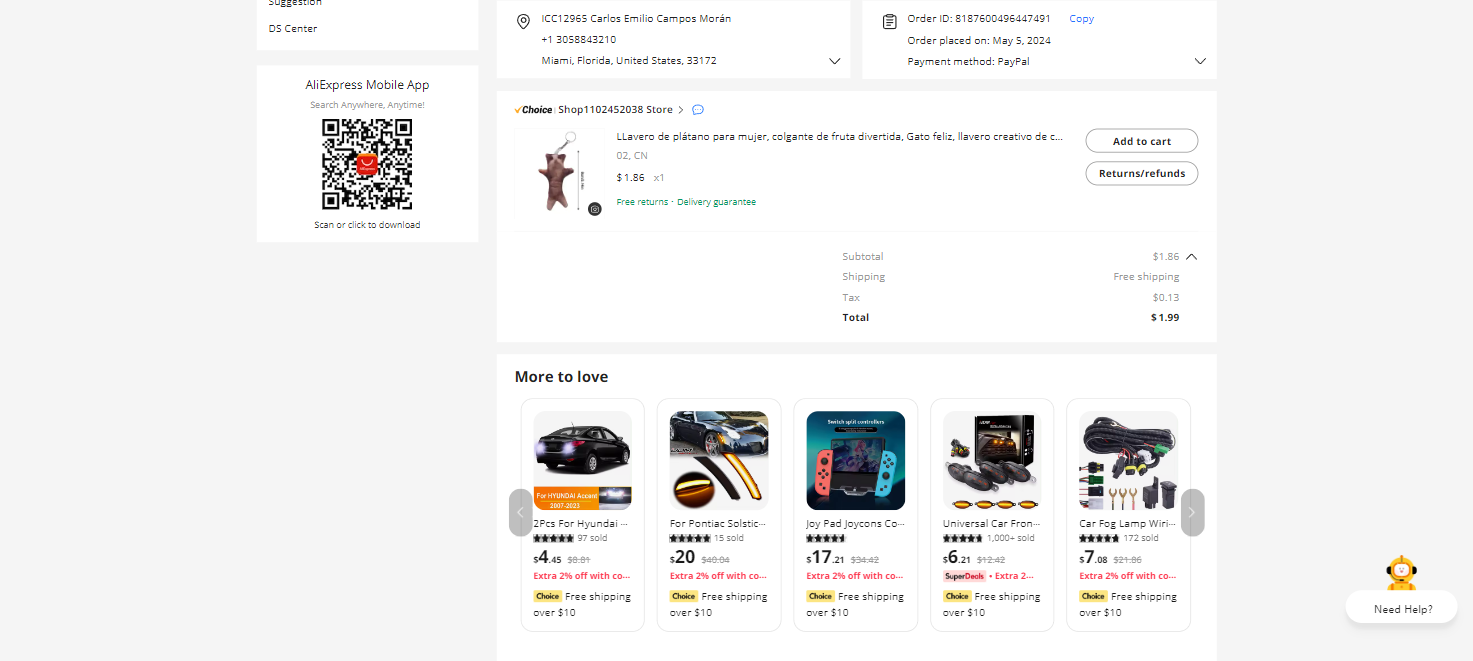 Suggestion
DS Center
AliExpress Mobile App
Search Anywhere, Anytime!
Scan or click to download
ICC12965 Carlos Emilio Campos Morán
+1 3058843210
Miami, Florida, United States, 33172
Order ID: 8187600496447491 Copy
Order placed on: May 5, 2024
Payment method: PayPal
Choice Shop1102452038 Store
LLavero de plátano para mujer, colgante de fruta divertida, Gato feliz, llavero creativo de c...
02, CN
$1.86 x1
Free returns · Delivery guarantee
Add to cart
Returns/refunds
Subtotal $1.86
Shipping Free shipping
Tax $0.13
Total $1.99
More to love
For HYUNDAI Accent
2007-2023
2Pcs For Hyundai ...
97 sold
$4.45 $8.81
Extra 2% off with co...
Choice Free shipping
over $10
For Pontiac Solstic...
15 sold
$20 $40.04
Extra 2% off with co...
Choice Free shipping
over $10
Switch split controllers
Joy Pad Joycons Co...
$17.21 $34.42
Extra 2% off with co...
Choice Free shipping
over $10
Universal Car Fron...
1,000+ sold
$6.21 $12.42
SuperDeals • Extra 2...
Choice Free shipping
over $10
Car Fog Lamp Wiri...
172 sold
$7.08 $21.86
Extra 2% off with co...
Choice Free shipping
over $10
Need Help?